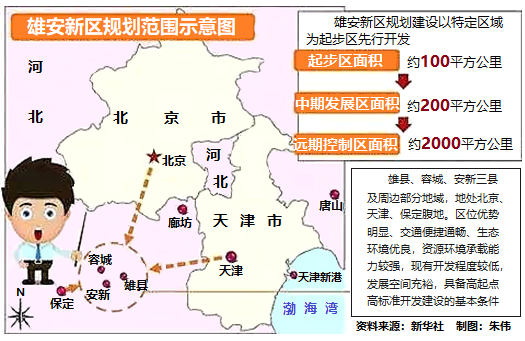 雄安新区规划范围示意图
雄安新区规划建设以特定区域
为起步区先行开发
起步区面积 约100平方公里
中期发展区面积 约200平方公里
远期控制区面积 约2000平方公里
河
北
北 京 市
北京
河
北
廊坊
天 津 市
唐山
天津
天津新港
容城
安新
雄县
保定
渤 海 湾
N
雄县、容城、安新三县
及周边部分地域,地处北京、
天津、保定腹地。区位优势
明显、交通便捷通畅、生态
环境优良,资源环境承载能
力较强,现有开发程度较低,
发展空间充裕,具备高起点
高标准开发建设的基本条件
资料来源:新华社 制图:朱伟